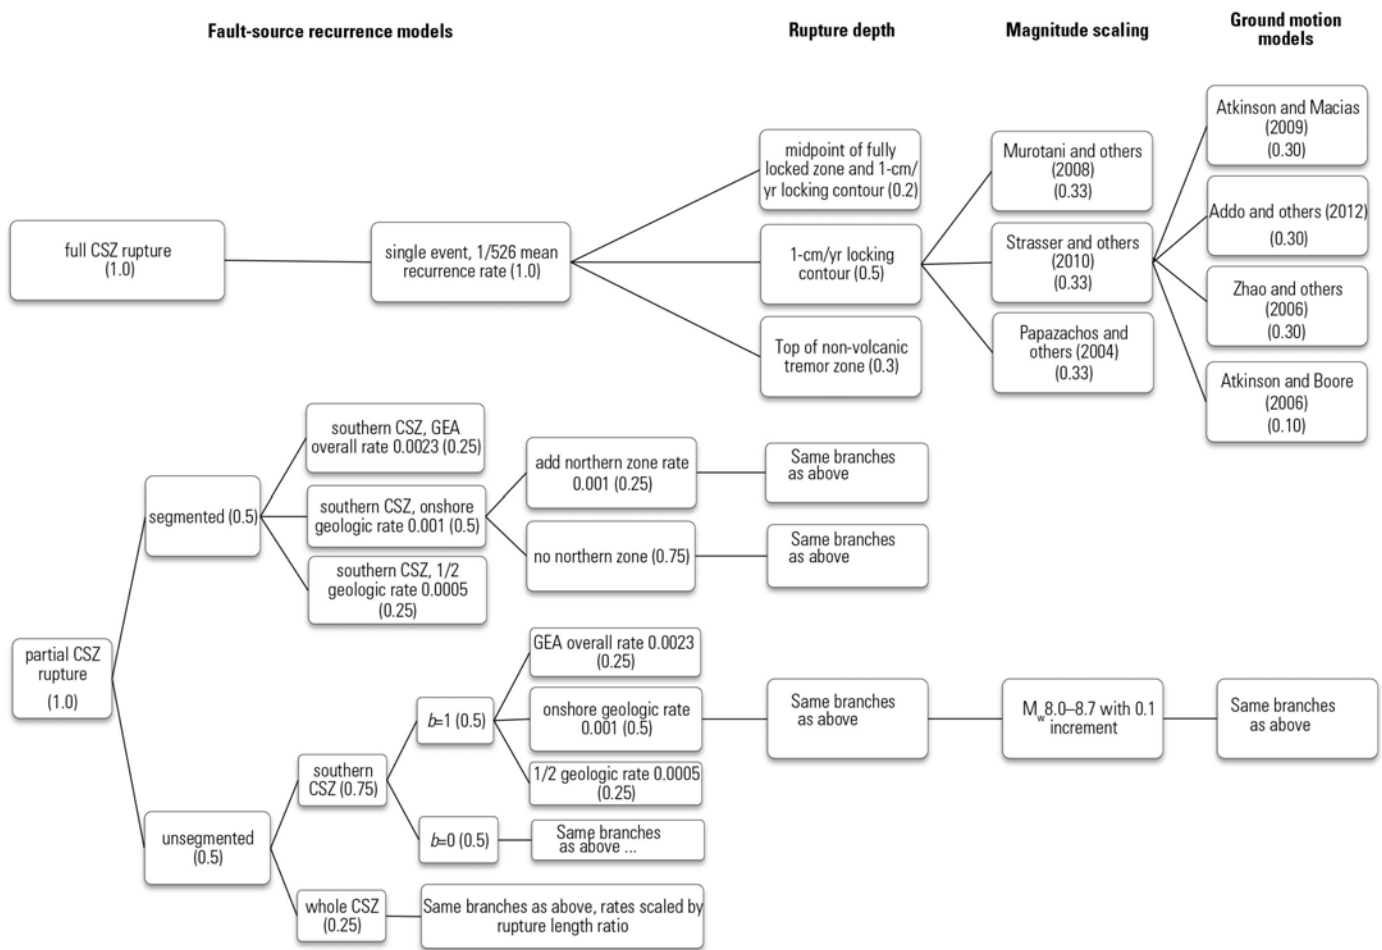 Fault-source recurrence models
Rupture depth
Magnitude scaling
Ground motion
models
full CSZ rupture
(1.0)
single event, 1/526 mean
recurrence rate (1.0)
midpoint of fully
locked zone and 1-cm/
yr locking contour (0.2)
1-cm/yr locking
contour (0.5)
Top of non-volcanic
tremor zone (0.3)
Murotani and others
(2008)
(0.33)
Strasser and others
(2010)
(0.33)
Papazachos and
others (2004)
(0.33)
Atkinson and Macias
(2009)
(0.30)
Addo and others (2012)
(0.30)
Zhao and others
(2006)
(0.30)
Atkinson and Boore
(2006)
(0.10)
partial CSZ
rupture
(1.0)
segmented (0.5)
southern CSZ, GEA
overall rate 0.0023 (0.25)
southern CSZ, onshore
geologic rate 0.001 (0.5)
southern CSZ, 1/2
geologic rate 0.0005
(0.25)
add northern zone rate
0.001 (0.25)
no northern zone (0.75)
Same branches
as above
Same branches
as above
unsegmented
(0.5)
southern
CSZ (0.75)
b=1 (0.5)
GEA overall rate 0.0023
(0.25)
onshore geologic rate
0.001 (0.5)
1/2 geologic rate 0.0005
(0.25)
Same branches
as above
Mw8.0–8.7 with 0.1
increment
Same branches
as above
b=0 (0.5)
Same branches
as above ...
whole CSZ
(0.25)
Same branches as above, rates scaled by
rupture length ratio